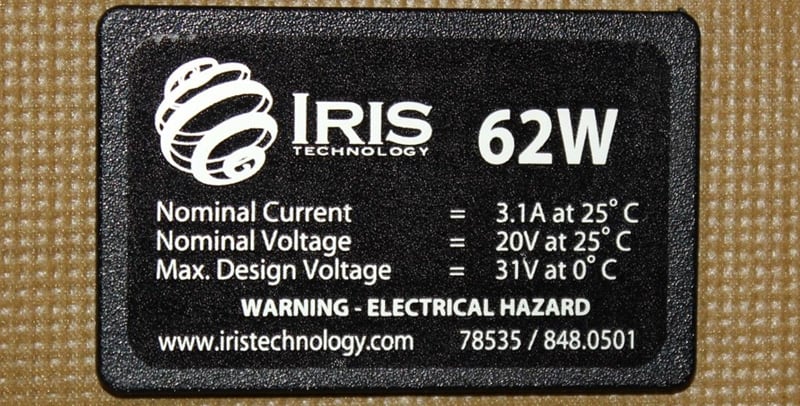 IRIS
TECHNOLOGY
62W
Nominal Current = 3.1A at 25° C
Nominal Voltage = 20V at 25° C
Max. Design Voltage = 31V at 0° C
WARNING - ELECTRICAL HAZARD
www.iristechnology.com 78535 / 848.0501